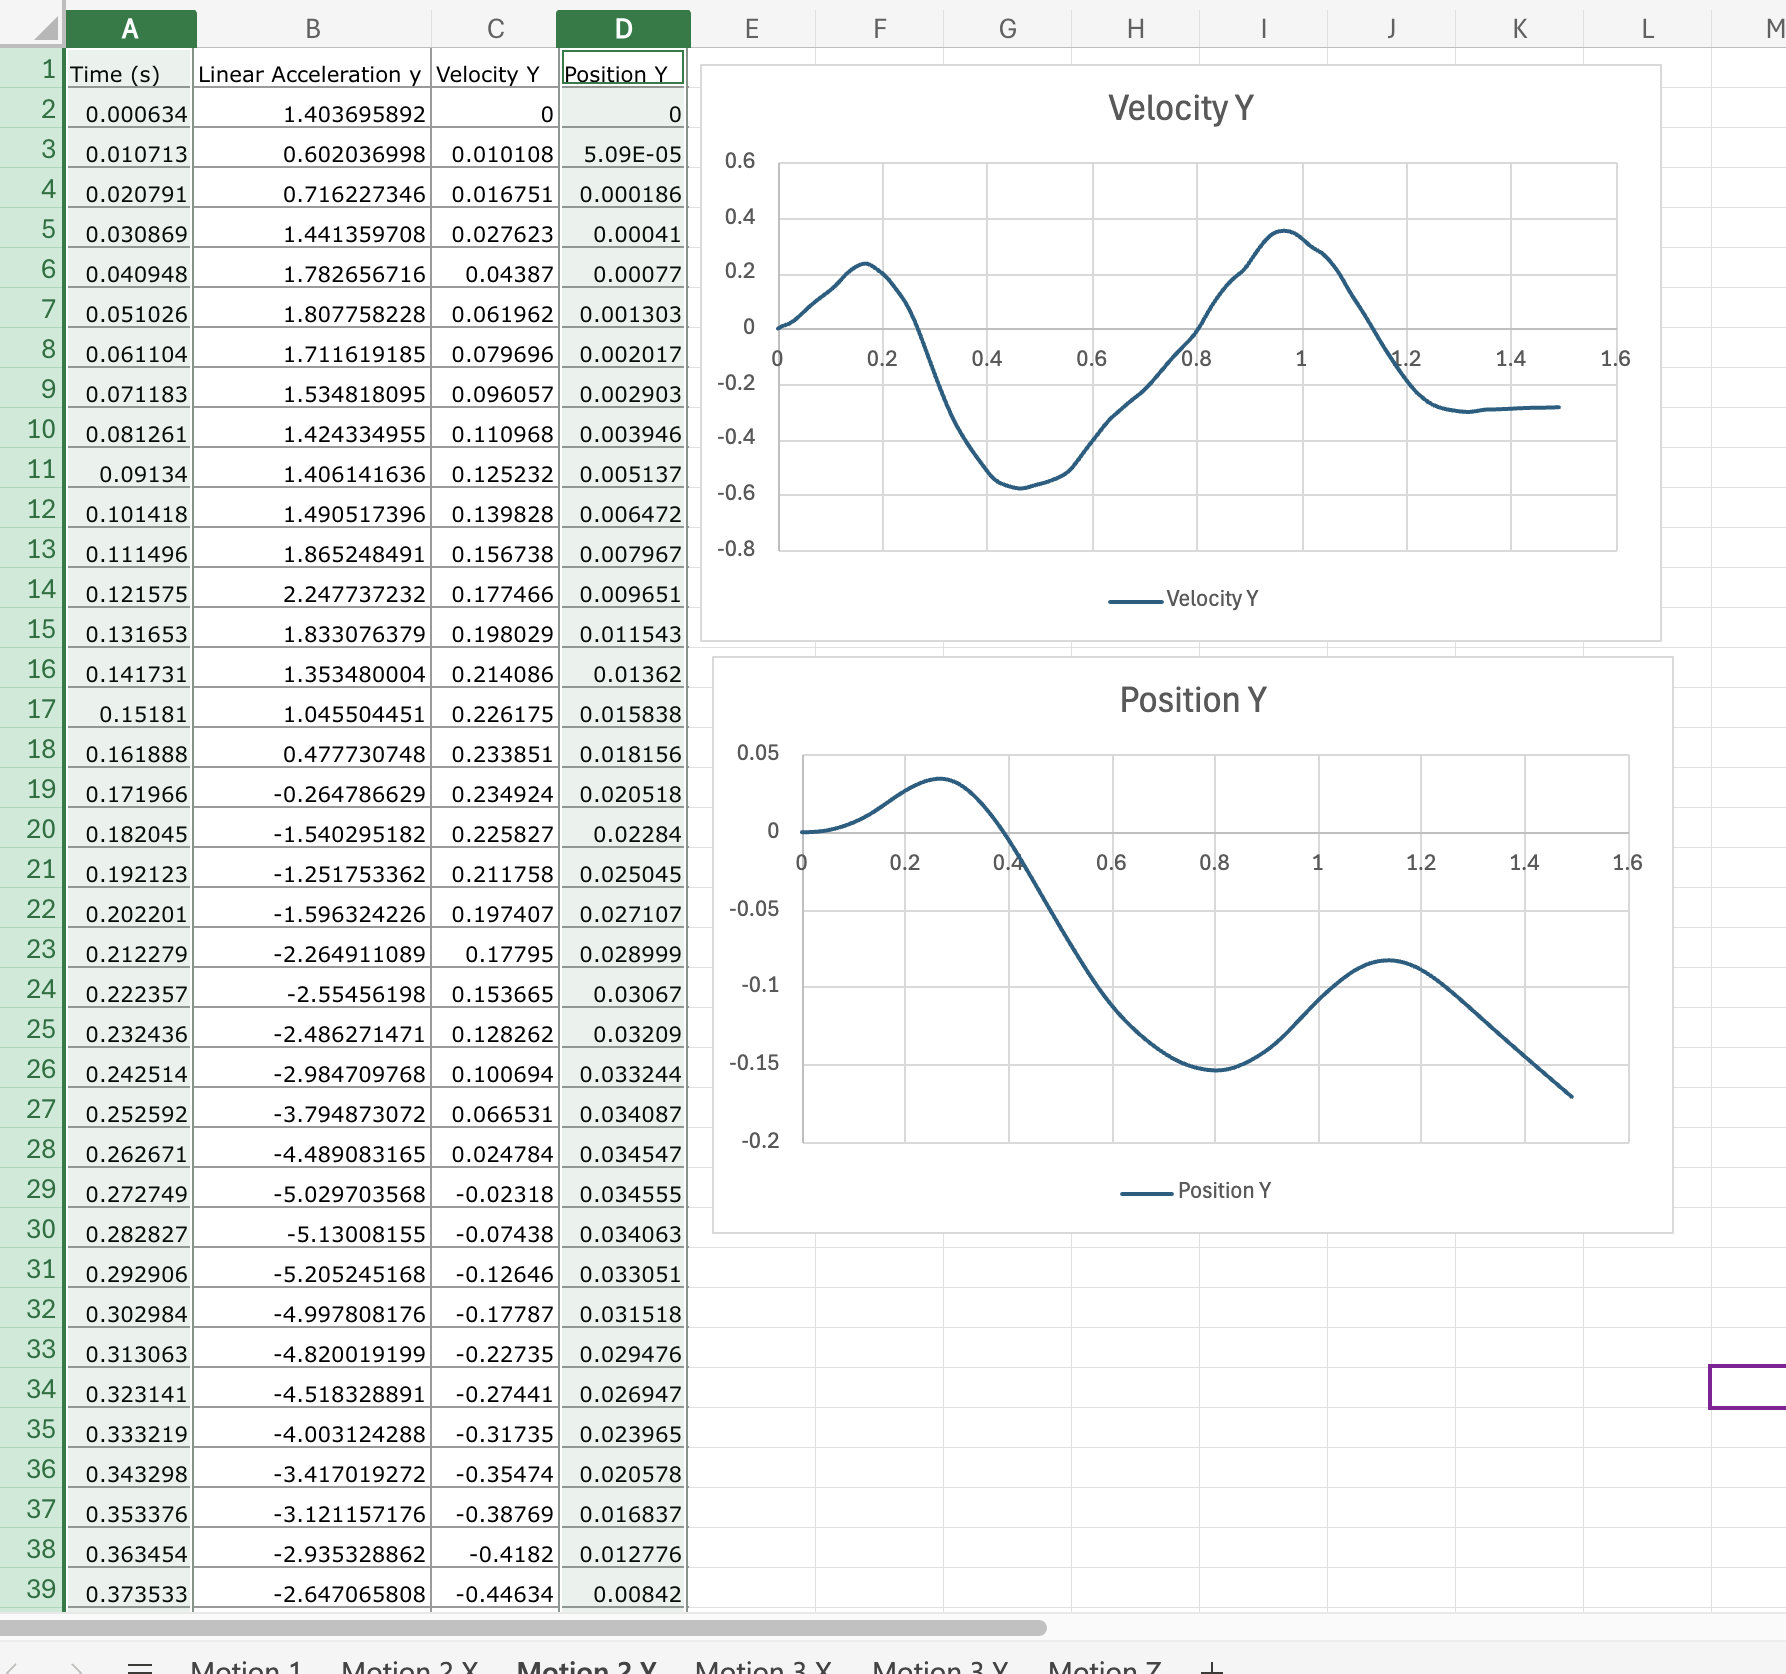 A B C D E F G H I J K L M
1 Time (s) Linear Acceleration y Velocity Y Position Y
2 0.000634 1.403695892 0 0
3 0.010713 0.602036998 0.010108 5.09E-05
4 0.020791 0.716227346 0.016751 0.000186
5 0.030869 1.441359708 0.027623 0.00041
6 0.040948 1.782656716 0.04387 0.00077
7 0.051026 1.807758228 0.061962 0.001303
8 0.061104 1.711619185 0.079696 0.002017
9 0.071183 1.534818095 0.096057 0.002903
10 0.081261 1.424334955 0.110968 0.003946
11 0.09134 1.406141636 0.125232 0.005137
12 0.101418 1.490517396 0.139828 0.006472
13 0.111496 1.865248491 0.156738 0.007967
14 0.121575 2.247737232 0.177466 0.009651
15 0.131653 1.833076379 0.198029 0.011543
16 0.141731 1.353480004 0.214086 0.01362
17 0.15181 1.045504451 0.226175 0.015838
18 0.161888 0.477730748 0.233851 0.018156
19 0.171966 -0.264786629 0.234924 0.020518
20 0.182045 -1.540295182 0.225827 0.02284
21 0.192123 -1.251753362 0.211758 0.025045
22 0.202201 -1.596324226 0.197407 0.027107
23 0.212279 -2.264911089 0.17795 0.028999
24 0.222357 -2.55456198 0.153665 0.03067
25 0.232436 -2.486271471 0.128262 0.03209
26 0.242514 -2.984709768 0.100694 0.033244
27 0.252592 -3.794873072 0.066531 0.034087
28 0.262671 -4.489083165 0.024784 0.034547
29 0.272749 -5.029703568 -0.02318 0.034555
30 0.282827 -5.13008155 -0.07438 0.034063
31 0.292906 -5.205245168 -0.12646 0.033051
32 0.302984 -4.997808176 -0.17787 0.031518
33 0.313063 -4.820019199 -0.22735 0.029476
34 0.323141 -4.518328891 -0.27441 0.026947
35 0.333219 -4.003124288 -0.31735 0.023965
36 0.343298 -3.417019272 -0.35474 0.020578
37 0.353376 -3.121157176 -0.38769 0.016837
38 0.363454 -2.935328862 -0.4182 0.012776
39 0.373533 -2.647065808 -0.44634 0.00842
Velocity Y
0.6
0.4
0.2
0
0 0.2 0.4 0.6 0.8 1 1.2 1.4 1.6
-0.2
-0.4
-0.6
-0.8
Velocity Y
Position Y
0.05
0
0 0.2 0.4 0.6 0.8 1 1.2 1.4 1.6
-0.05
-0.1
-0.15
-0.2
Position Y
Motion 1 Motion 2 X Motion 2 Y Motion 3 X Motion 3 Y Motion 7 +